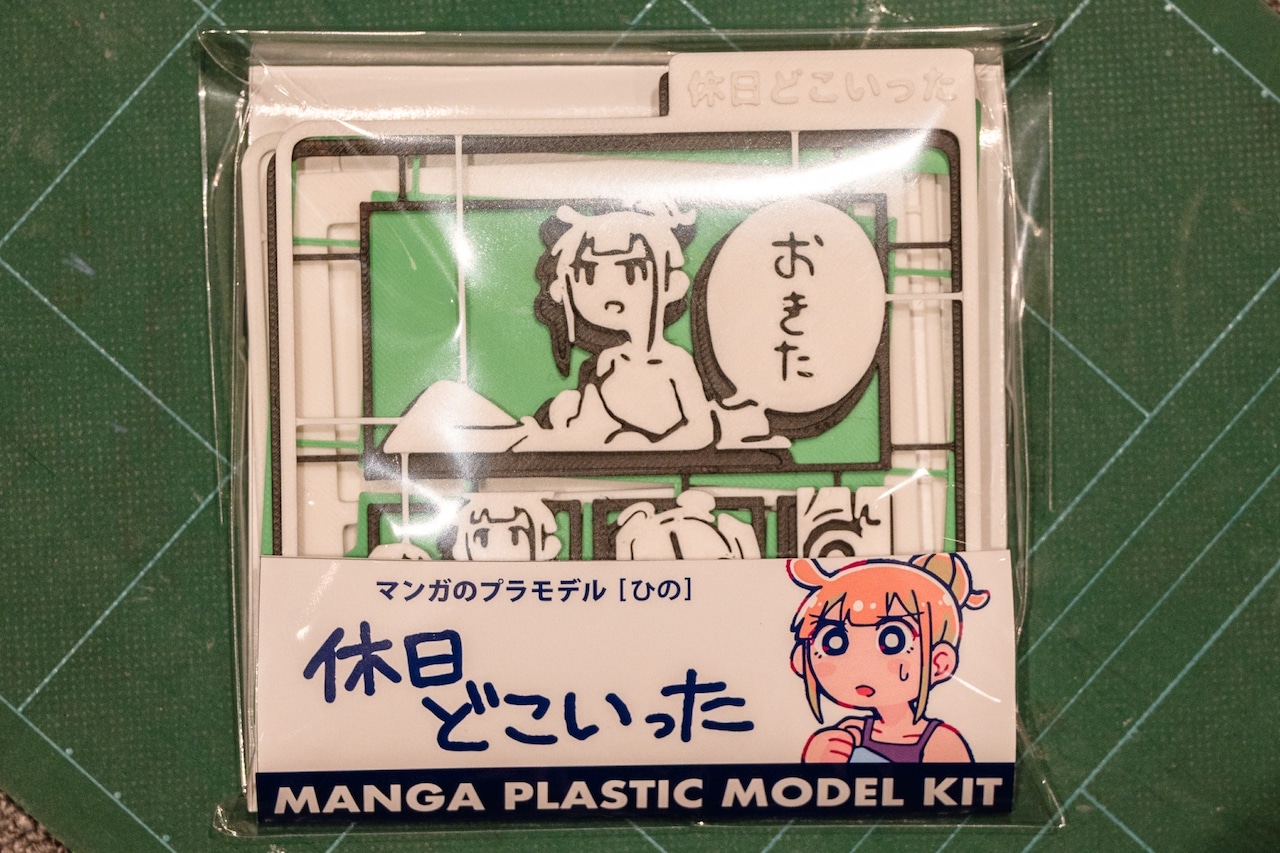 休日どこいった
おきた
マンガのプラモデル［ひの］
休日
どこいった
MANGA PLASTIC MODEL KIT